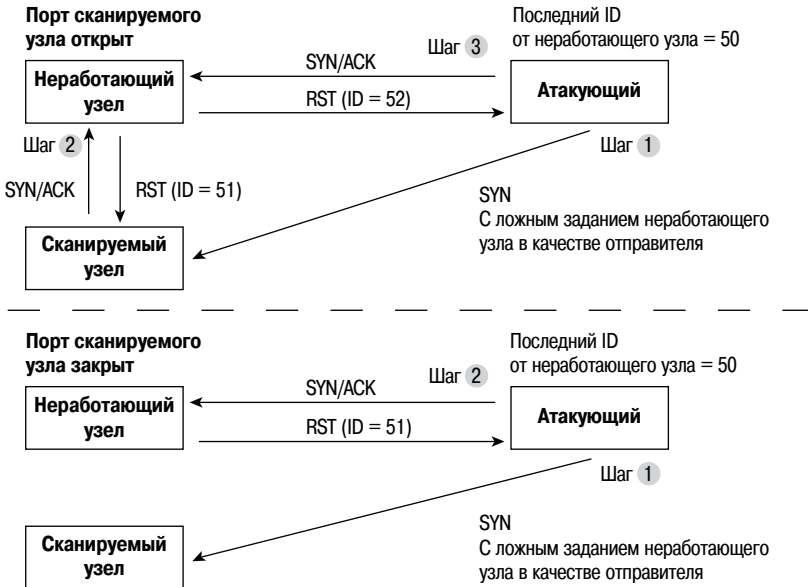 Порт сканируемого
узла открыт
Последний ID
от неработающего узла = 50
Шаг 3
SYN/ACK
Неработающий
узел
Атакующий
RST (ID = 52)
Шаг 2
Шаг 1
SYN/ACK
RST (ID = 51)
SYN
С ложным заданием неработающего
узла в качестве отправителя
Сканируемый
узел
Порт сканируемого
узла закрыт
Последний ID
от неработающего узла = 50
Шаг 2
SYN/ACK
Неработающий
узел
Атакующий
RST (ID = 51)
Шаг 1
SYN
С ложным заданием неработающего
узла в качестве отправителя
Сканируемый
узел